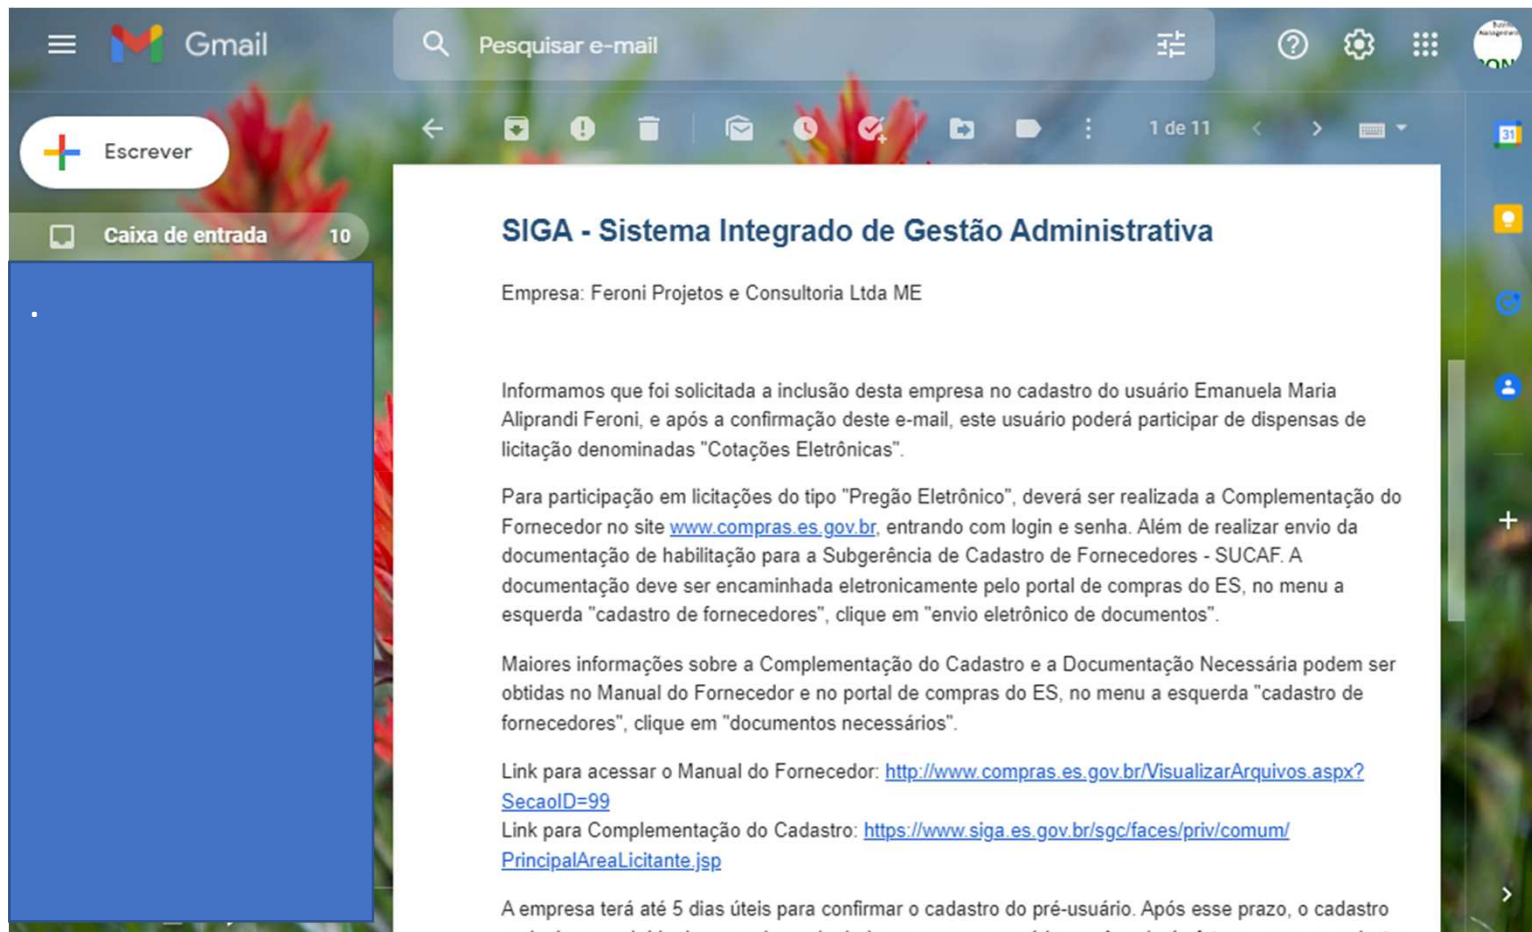 Gmail
Pesquisar e-mail
Escrever
1 de 11
31
Caixa de entrada 10
SIGA - Sistema Integrado de Gestão Administrativa
Empresa: Feroni Projetos e Consultoria Ltda ME
.
Informamos que foi solicitada a inclusão desta empresa no cadastro do usuário Emanuela Maria
Aliprandi Feroni, e após a confirmação deste e-mail, este usuário poderá participar de dispensas de
licitação denominadas "Cotações Eletrônicas".
Para participação em licitações do tipo "Pregão Eletrônico", deverá ser realizada a Complementação do
Fornecedor no site www.compras.es.gov.br, entrando com login e senha. Além de realizar envio da
documentação de habilitação para a Subgerência de Cadastro de Fornecedores - SUCAF. A
documentação deve ser encaminhada eletronicamente pelo portal de compras do ES, no menu a
esquerda "cadastro de fornecedores", clique em "envio eletrônico de documentos".
Maiores informações sobre a Complementação do Cadastro e a Documentação Necessária podem ser
obtidas no Manual do Fornecedor e no portal de compras do ES, no menu a esquerda "cadastro de
fornecedores", clique em "documentos necessários".
Link para acessar o Manual do Fornecedor: http://www.compras.es.gov.br/VisualizarArquivos.aspx?
SecaoID=99
Link para Complementação do Cadastro: https://www.siga.es.gov.br/sgc/faces/priv/comum/
PrincipalAreaLicitante.jsp
A empresa terá até 5 dias úteis para confirmar o cadastro do pré-usuário. Após esse prazo, o cadastro